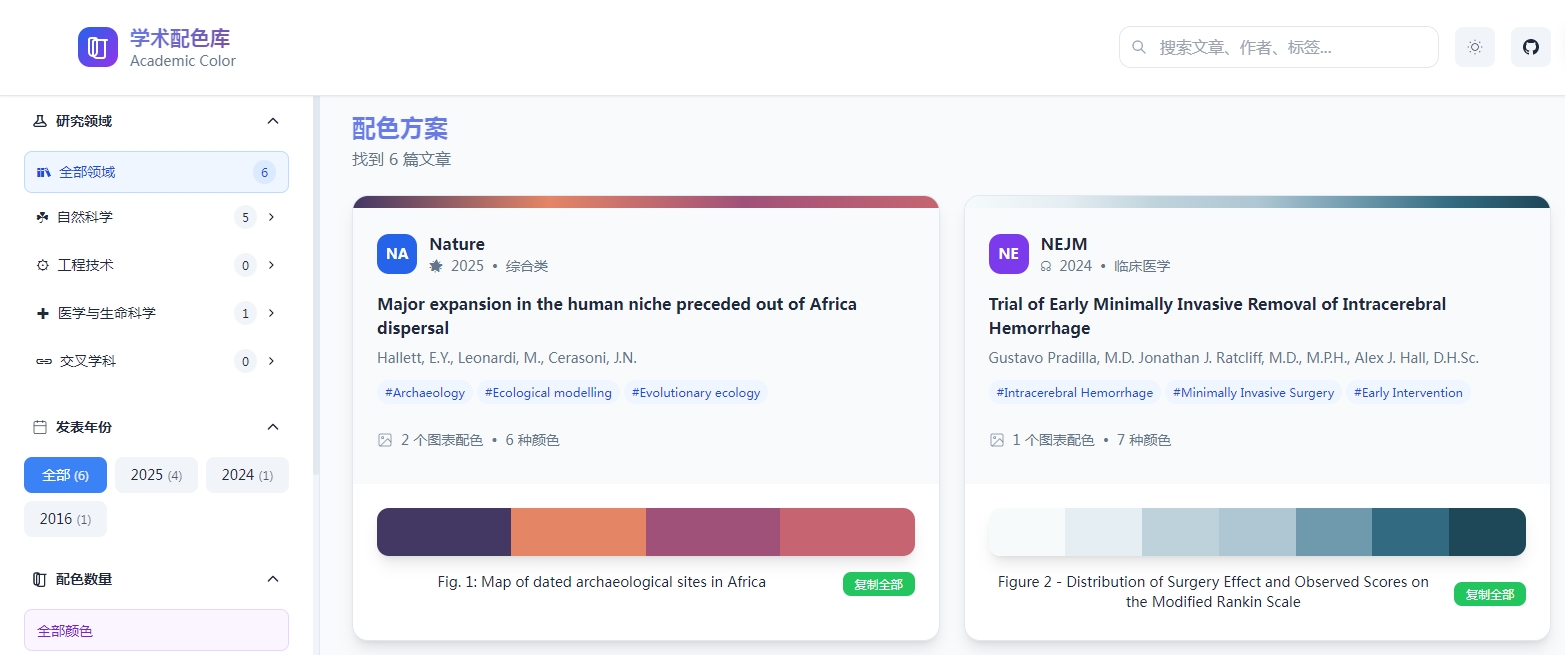 学术配色库
Academic Color
搜索文章、作者、标签...
研究领域
全部领域 6
自然科学 5
工程技术 0
医学与生命科学 1
交叉学科 0
发表年份
全部 (6) 2025 (4) 2024 (1)
2016 (1)
配色数量
全部颜色
配色方案
找到 6 篇文章
NA
Nature
2025 • 综合类
Major expansion in the human niche preceded out of Africa
dispersal
Hallett, E.Y., Leonardi, M., Cerasoni, J.N.
#Archaeology #Ecological modelling #Evolutionary ecology
2 个图表配色 • 6 种颜色
Fig. 1: Map of dated archaeological sites in Africa
复制全部
NE
NEJM
2024 • 临床医学
Trial of Early Minimally Invasive Removal of Intracerebral
Hemorrhage
Gustavo Pradilla, M.D. Jonathan J. Ratcliff, M.D., M.P.H., Alex J. Hall, D.H.Sc.
#Intracerebral Hemorrhage #Minimally Invasive Surgery #Early Intervention
1 个图表配色 • 7 种颜色
Figure 2 - Distribution of Surgery Effect and Observed Scores on
the Modified Rankin Scale
复制全部